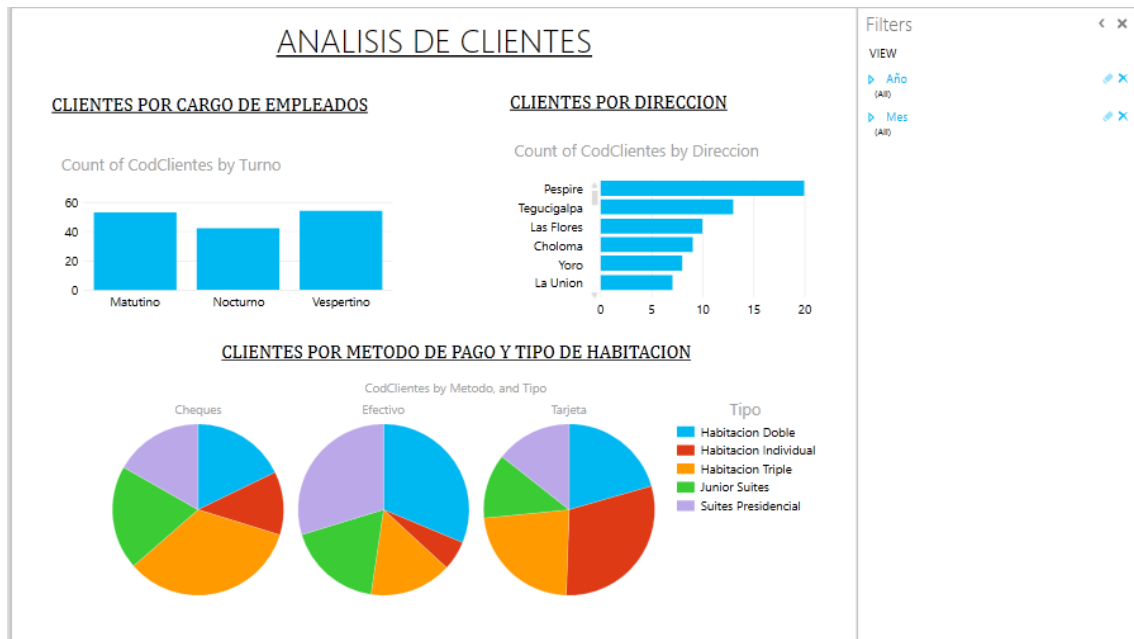 ANALISIS DE CLIENTES
CLIENTES POR CARGO DE EMPLEADOS
Count of CodClientes by Turno
60
40
20
0
Matutino Nocturno Vespertino
CLIENTES POR DIRECCION
Count of CodClientes by Direccion
Pespire
Tegucigalpa
Las Flores
Choloma
Yoro
La Union
0 5 10 15 20
CLIENTES POR METODO DE PAGO Y TIPO DE HABITACION
CodClientes by Metodo, and Tipo
Cheques Efectivo Tarjeta
Tipo
Habitacion Doble
Habitacion Individual
Habitacion Triple
Junior Suites
Suites Presidencial
Filters
VIEW
Año
(All)
Mes
(All)